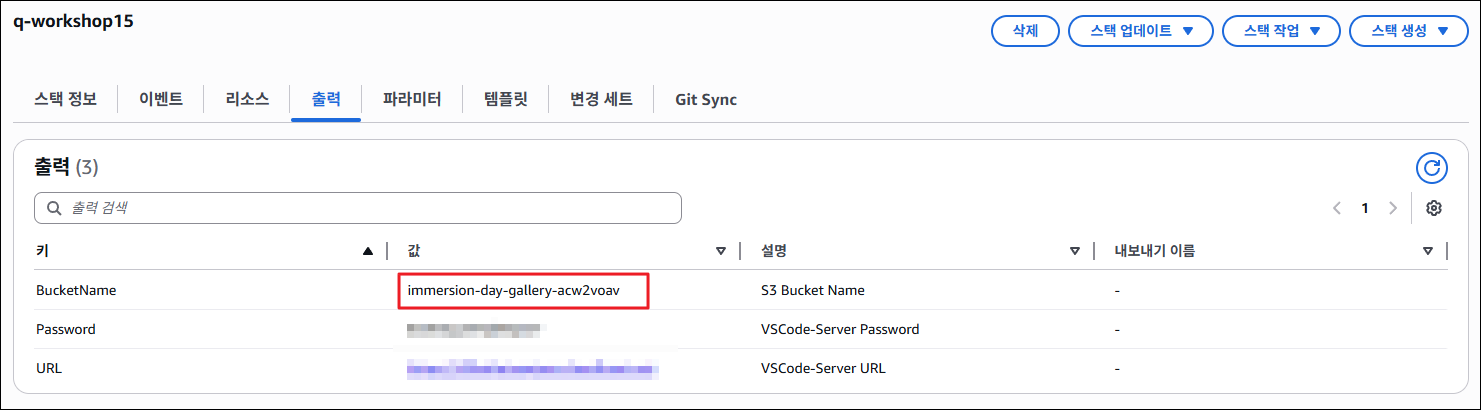 q-workshop15
삭제 스택 업데이트 스택 작업 스택 생성
스택 정보 이벤트 리소스 출력 파라미터 템플릿 변경 세트 Git Sync
출력 (3)
출력 검색
1
키 값 설명 내보내기 이름
BucketName immersion-day-gallery-acw2voav S3 Bucket Name -
Password VSCode-Server Password -
URL VSCode-Server URL -